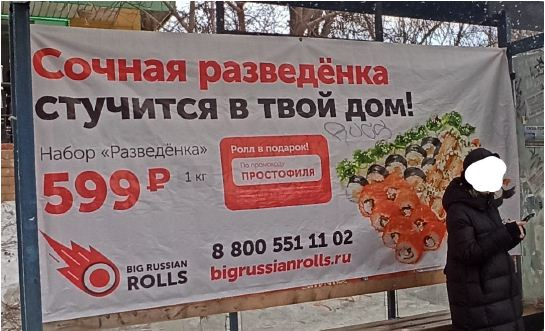 Сочная разведёнка
стучится в твой дом!
Набор «Разведёнка»
599 ₽ 1 кг
Ролл в подарок!
По промокоду
ПРОСТОФИЛЯ
8 800 551 11 02
bigrussianrolls.ru
BIG RUSSIAN
ROLLS